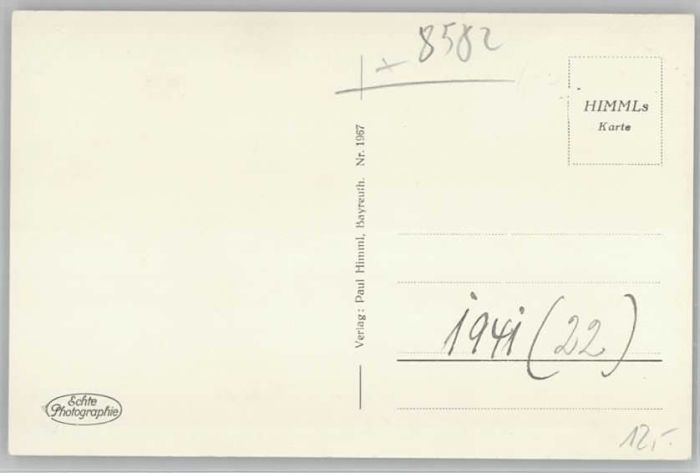 x 8582
HIMMLs
Karte
Verlag: Paul Himml, Bayreuth. Nr. 1967
1941 (22)
Echte
Photographie
12,-